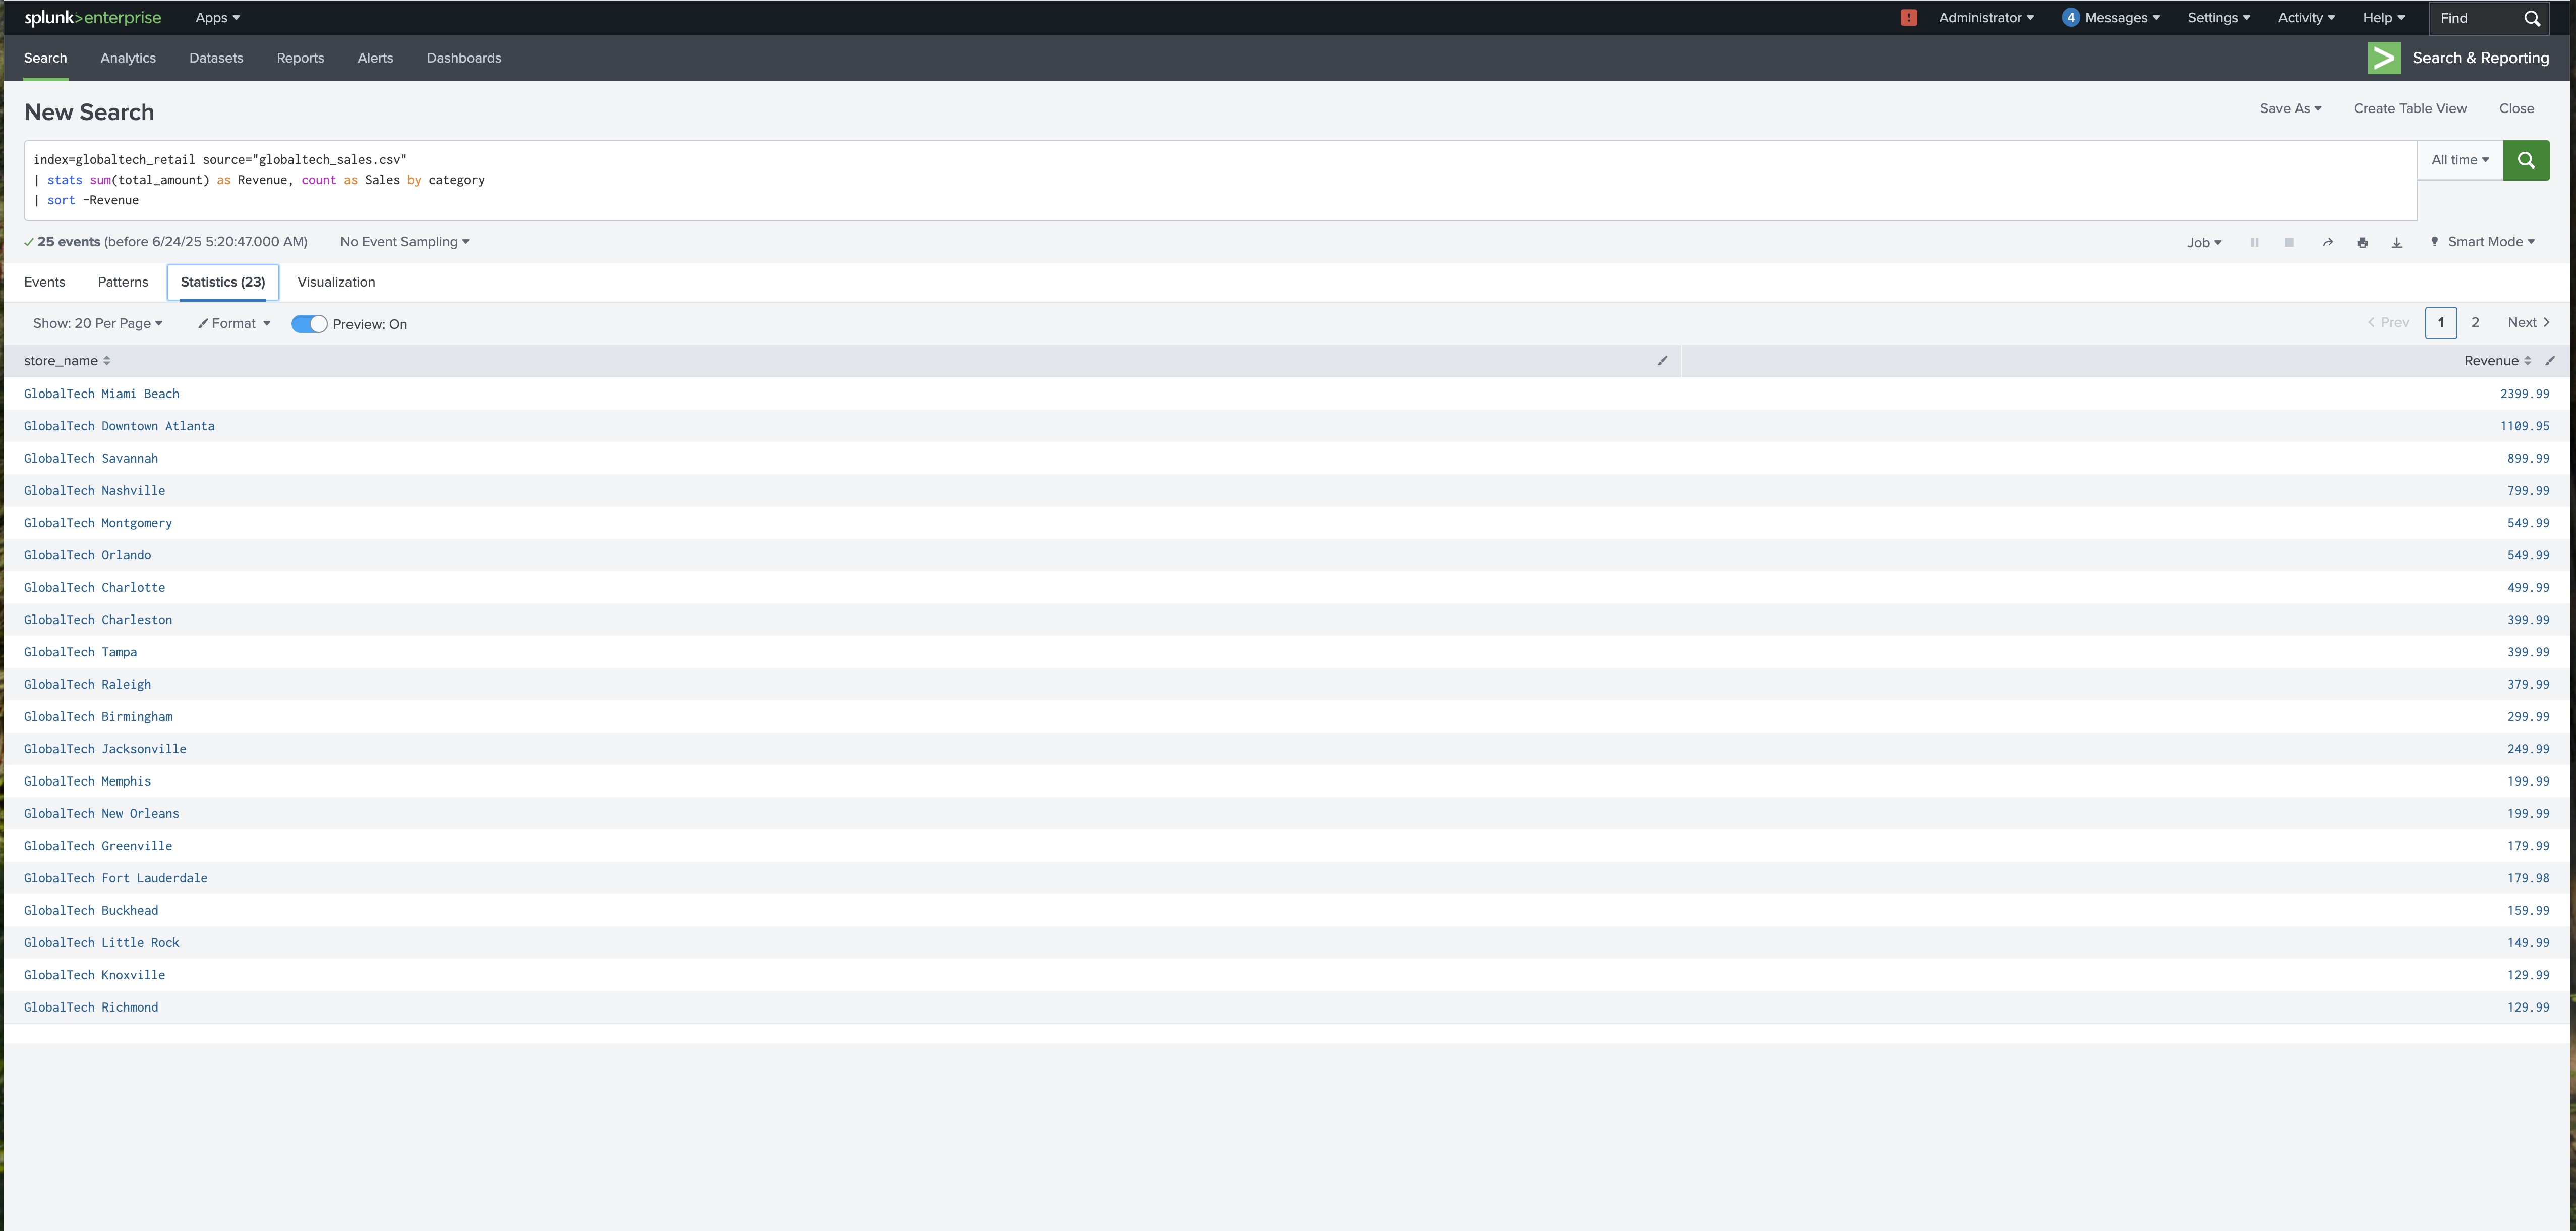 splunk>enterprise Apps ! Administrator 4 Messages Settings Activity Help Find
Search Analytics Datasets Reports Alerts Dashboards > Search & Reporting
New Search Save As Create Table View Close
index=globaltech_retail source="globaltech_sales.csv" All time
| stats sum(total_amount) as Revenue, count as Sales by category
| sort -Revenue
25 events (before 6/24/25 5:20:47.000 AM) No Event Sampling Job Smart Mode
Events Patterns Statistics (23) Visualization
Show: 20 Per Page Format Preview: On < Prev 1 2 Next >
store_name Revenue
GlobalTech Miami Beach 2399.99
GlobalTech Downtown Atlanta 1109.95
GlobalTech Savannah 899.99
GlobalTech Nashville 799.99
GlobalTech Montgomery 549.99
GlobalTech Orlando 549.99
GlobalTech Charlotte 499.99
GlobalTech Charleston 399.99
GlobalTech Tampa 399.99
GlobalTech Raleigh 379.99
GlobalTech Birmingham 299.99
GlobalTech Jacksonville 249.99
GlobalTech Memphis 199.99
GlobalTech New Orleans 199.99
GlobalTech Greenville 179.99
GlobalTech Fort Lauderdale 179.98
GlobalTech Buckhead 159.99
GlobalTech Little Rock 149.99
GlobalTech Knoxville 129.99
GlobalTech Richmond 129.99